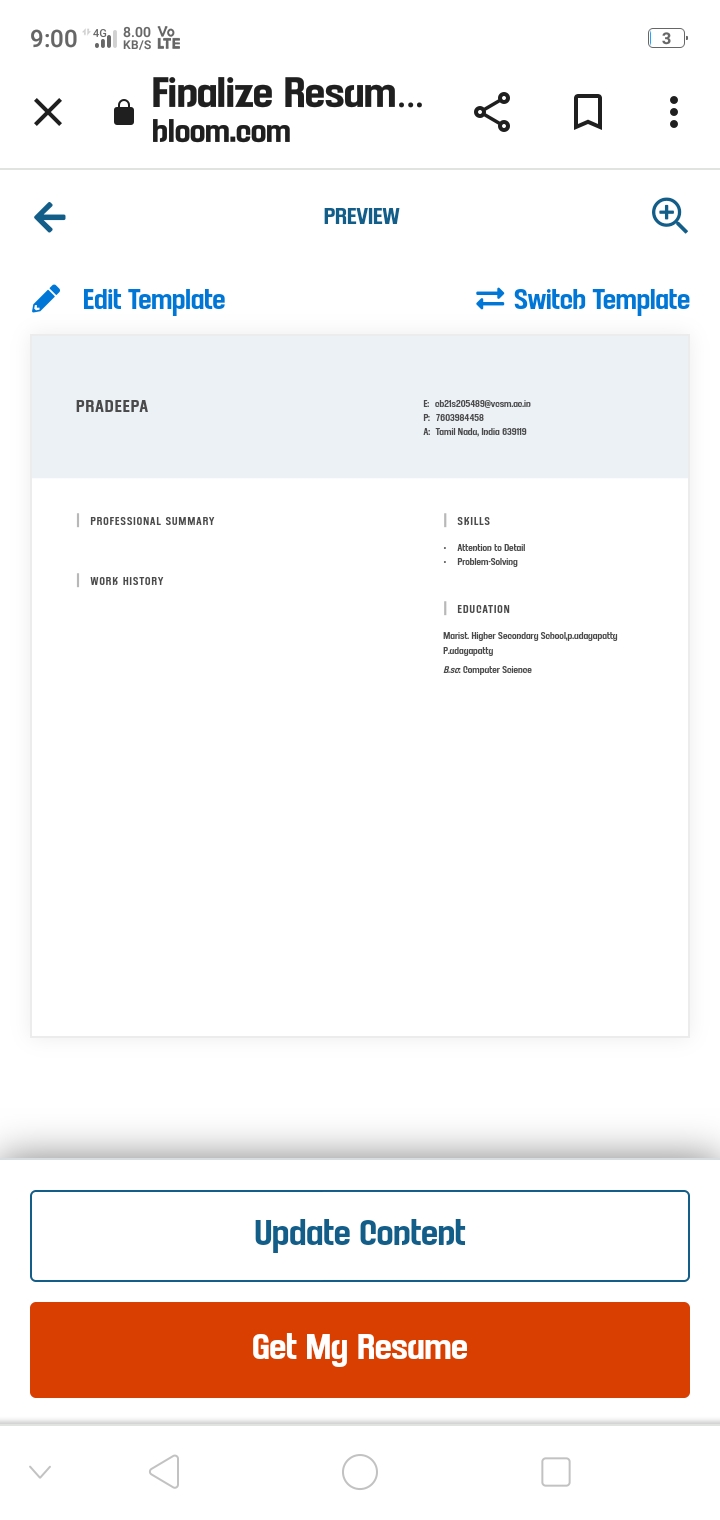 9:00 4G 8.00 KB/S Vo LTE 3
Finalize Resum...
bloom.com
PREVIEW
Edit Template
Switch Template
PRADEEPA
E: ob21s205489@vcsm.ac.in
P: 7603984458
A: Tamil Nadu, India 639119
PROFESSIONAL SUMMARY
WORK HISTORY
SKILLS
· Attention to Detail
· Problem-Solving
EDUCATION
Marist. Higher Secondary School,p.udayapatty
P.udayapatty
B.sc: Computer Science
Update Content
Get My Resume